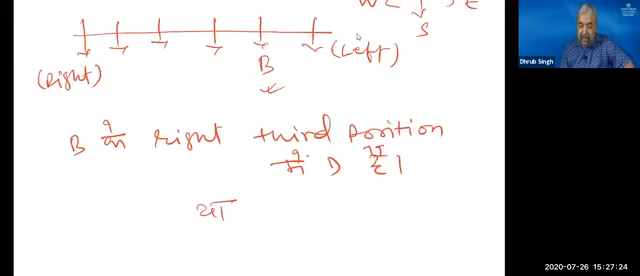 W E
S
(Right) (Left)
B
B के right third position
के D है।
या
Dhrub Singh
2020-07-26 15:27:24